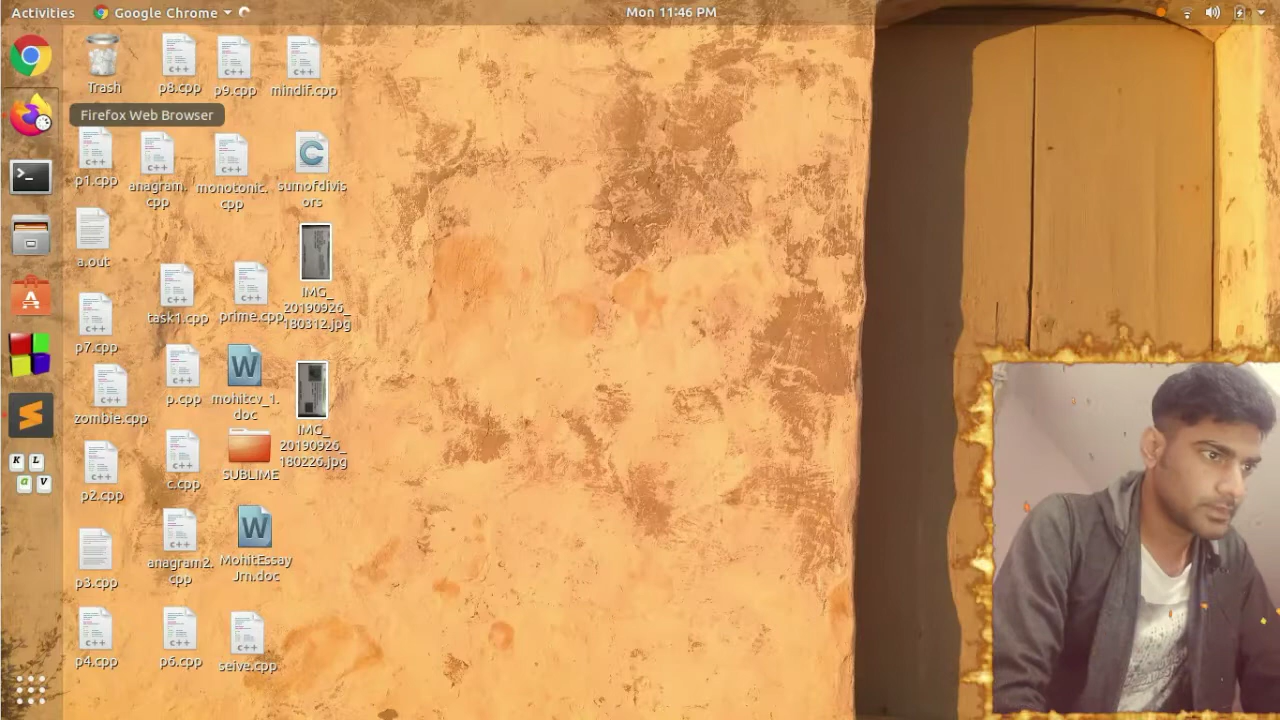 Activities
Google Chrome
Mon 11:46 PM
Trash
p8.cpp
p9.cpp
mindif.cpp
Firefox Web Browser
p1.cpp
anagram.
cpp
monotonic.
cpp
sumofdivis
ors
a.out
task1.cpp
prime.cpp
IMG_
20190926_
180312.jpg
p7.cpp
p.cpp
mohitcv_1.
doc
zombie.cpp
IMG_
20190926_
180226.jpg
c.cpp
SUBLIME
p2.cpp
anagram2.
cpp
MohitEssay
Jrn.doc
p3.cpp
p4.cpp
p6.cpp
seive.cpp
K L
a V